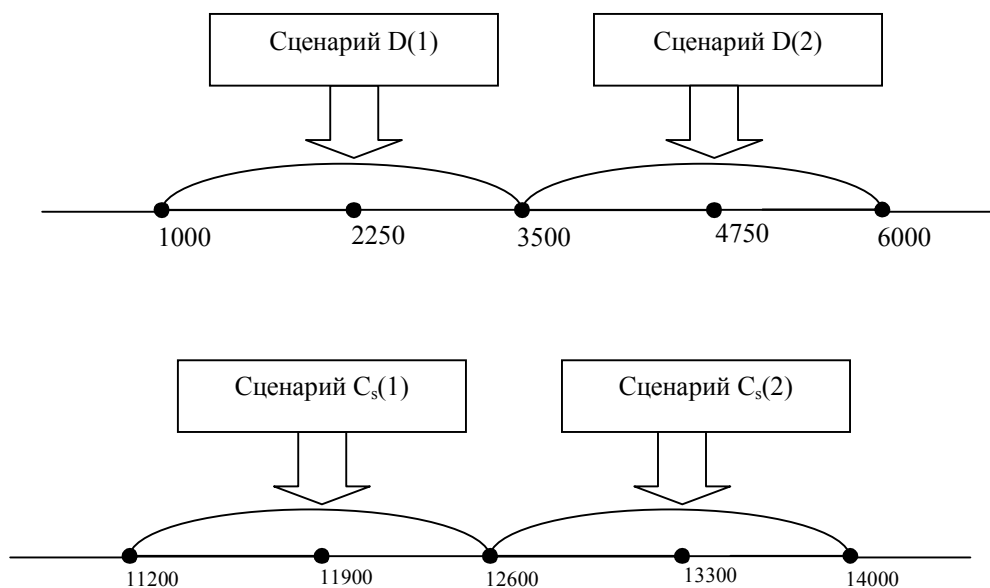 Сценарий D(1)
Сценарий D(2)
1000
2250
3500
4750
6000
Сценарий Cs(1)
Сценарий Cs(2)
11200
11900
12600
13300
14000